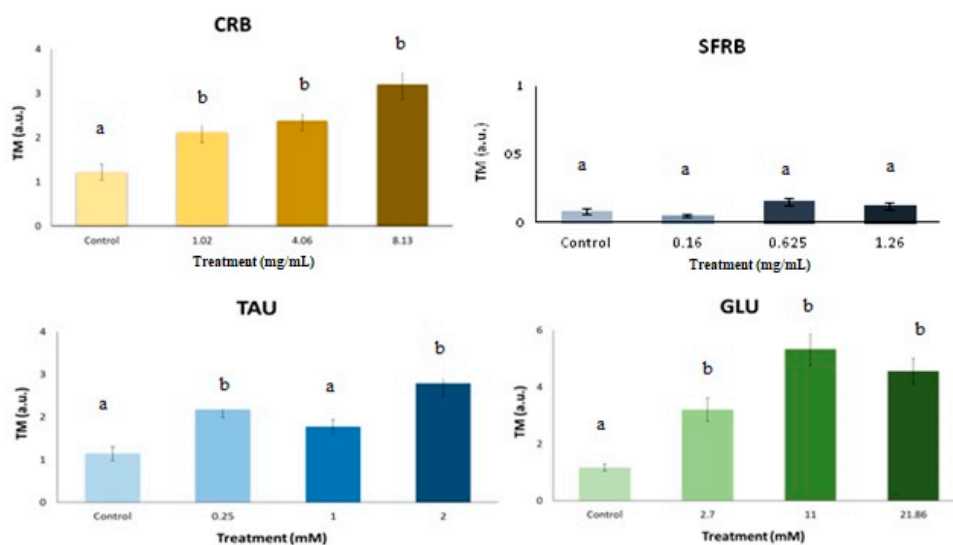 CRB
4
3
2
1
0
TM (a.u.)
a
b
b
b
Control
1.02
4.06
8.13
Treatment (mg/mL)
SFRB
1
05
0
TM (a.u.)
a
a
a
a
Control
0.16
0.625
1.26
Treatment (mg/mL)
TAU
4
3
2
1
0
TM (a.u.)
a
b
a
b
Control
0.25
1
2
Treatment (mM)
GLU
6
4
2
0
TM (a.u.)
a
b
b
b
Control
2.7
11
21.86
Treatment (mM)